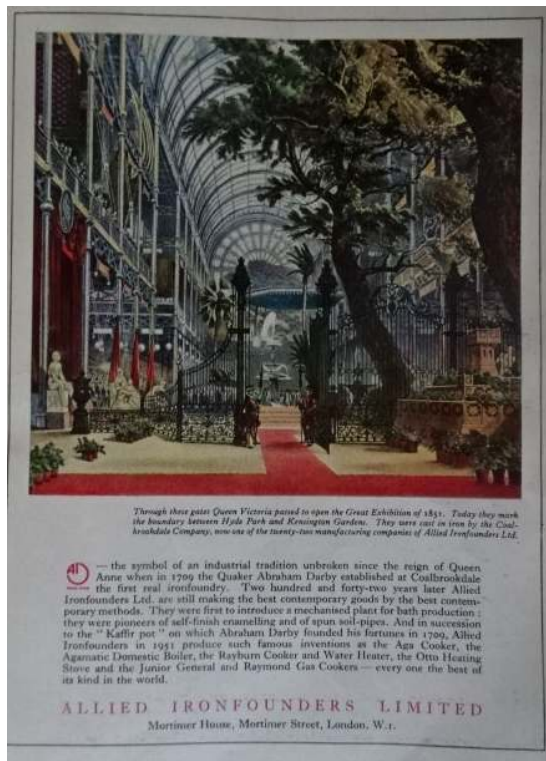 Through these gates Queen Victoria passed to open the Great Exhibition of 1851. Today they mark
the boundary between Hyde Park and Kensington Gardens. They were cast in iron by the Coal-
brookdale Company, now one of the twenty-two manufacturing companies of Allied Ironfounders Ltd.
AI — the symbol of an industrial tradition unbroken since the reign of Queen
Anne when in 1709 the Quaker Abraham Darby established at Coalbrookdale
the first real ironfoundry. Two hundred and forty-two years later Allied
Ironfounders Ltd. are still making the best contemporary goods by the best contem-
porary methods. They were first to introduce a mechanised plant for bath production :
they were pioneers of self-finish enamelling and of spun soil-pipes. And in succession
to the " Kaffir pot " on which Abraham Darby founded his fortunes in 1709, Allied
Ironfounders in 1951 produce such famous inventions as the Aga Cooker, the
Agamatic Domestic Boiler, the Rayburn Cooker and Water Heater, the Otto Heating
Stove and the Junior General and Raymond Gas Cookers — every one the best of
its kind in the world.
ALLIED IRONFOUNDERS LIMITED
Mortimer House, Mortimer Street, London, W.1.